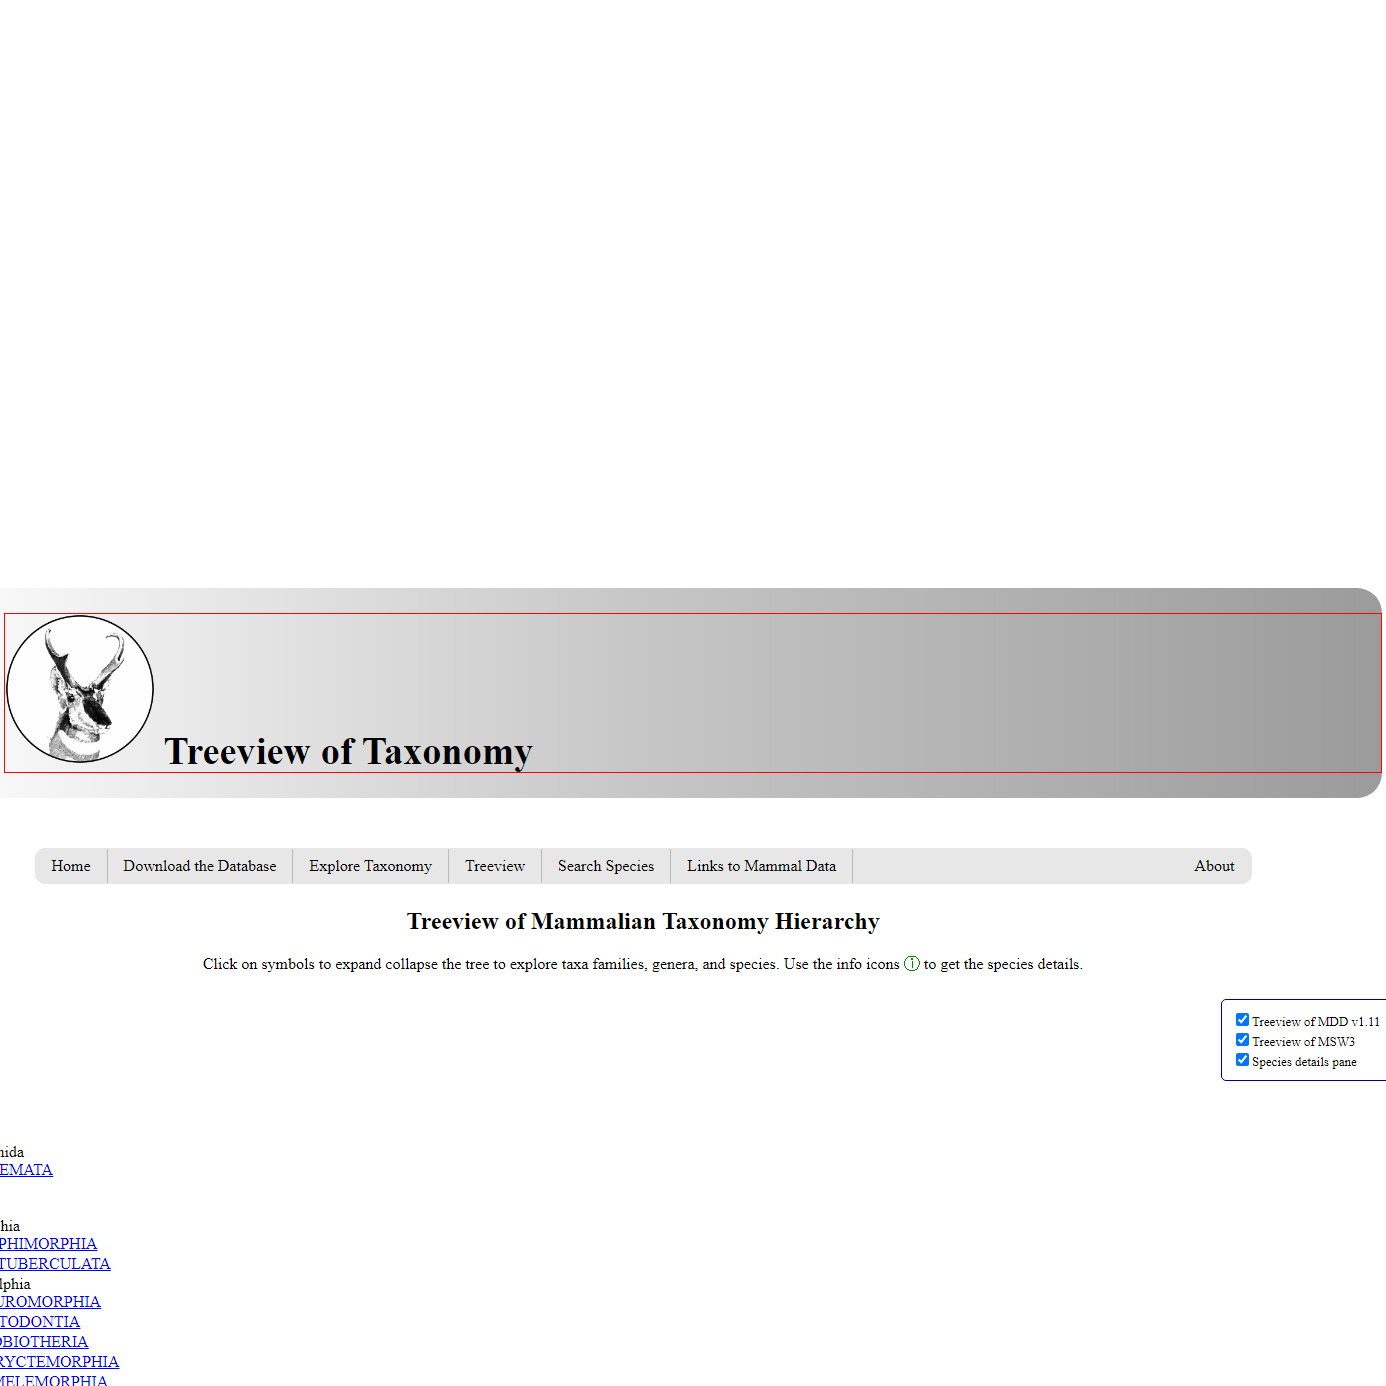 Treeview of Taxonomy
Home Download the Database Explore Taxonomy Treeview Search Species Links to Mammal Data About
Treeview of Mammalian Taxonomy Hierarchy
Click on symbols to expand collapse the tree to explore taxa families, genera, and species. Use the info icons ⓘ to get the species details.
Treeview of MDD v1.11
Treeview of MSW3
Species details pane
nida
EMATA
hia
PHIMORPHIA
TUBERCULATA
lphia
UROMORPHIA
TODONTIA
OBIOTHERIA
RYCTEMORPHIA
MELEMORPHIA